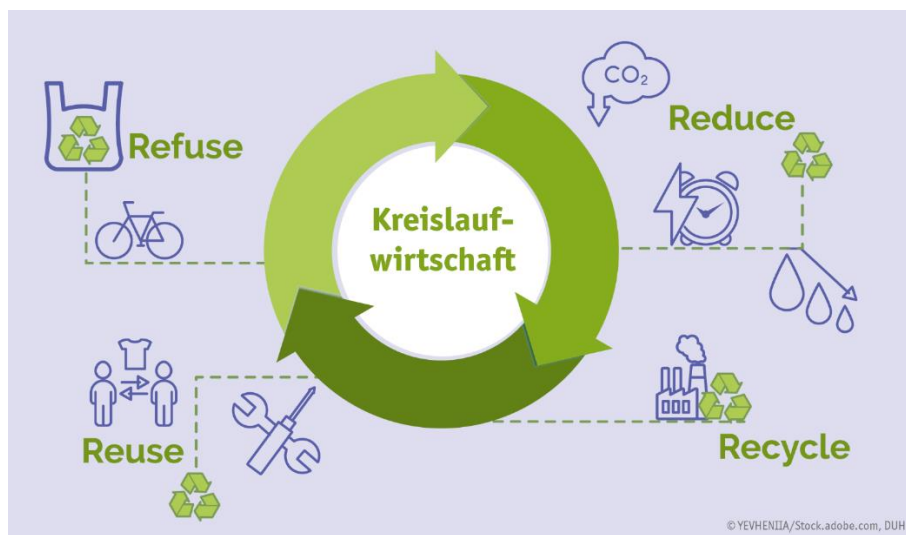 Refuse
CO₂
Reduce
Kreislauf-
wirtschaft
Reuse
Recycle
© YEVHENIIA/Stock.adobe.com, DUH